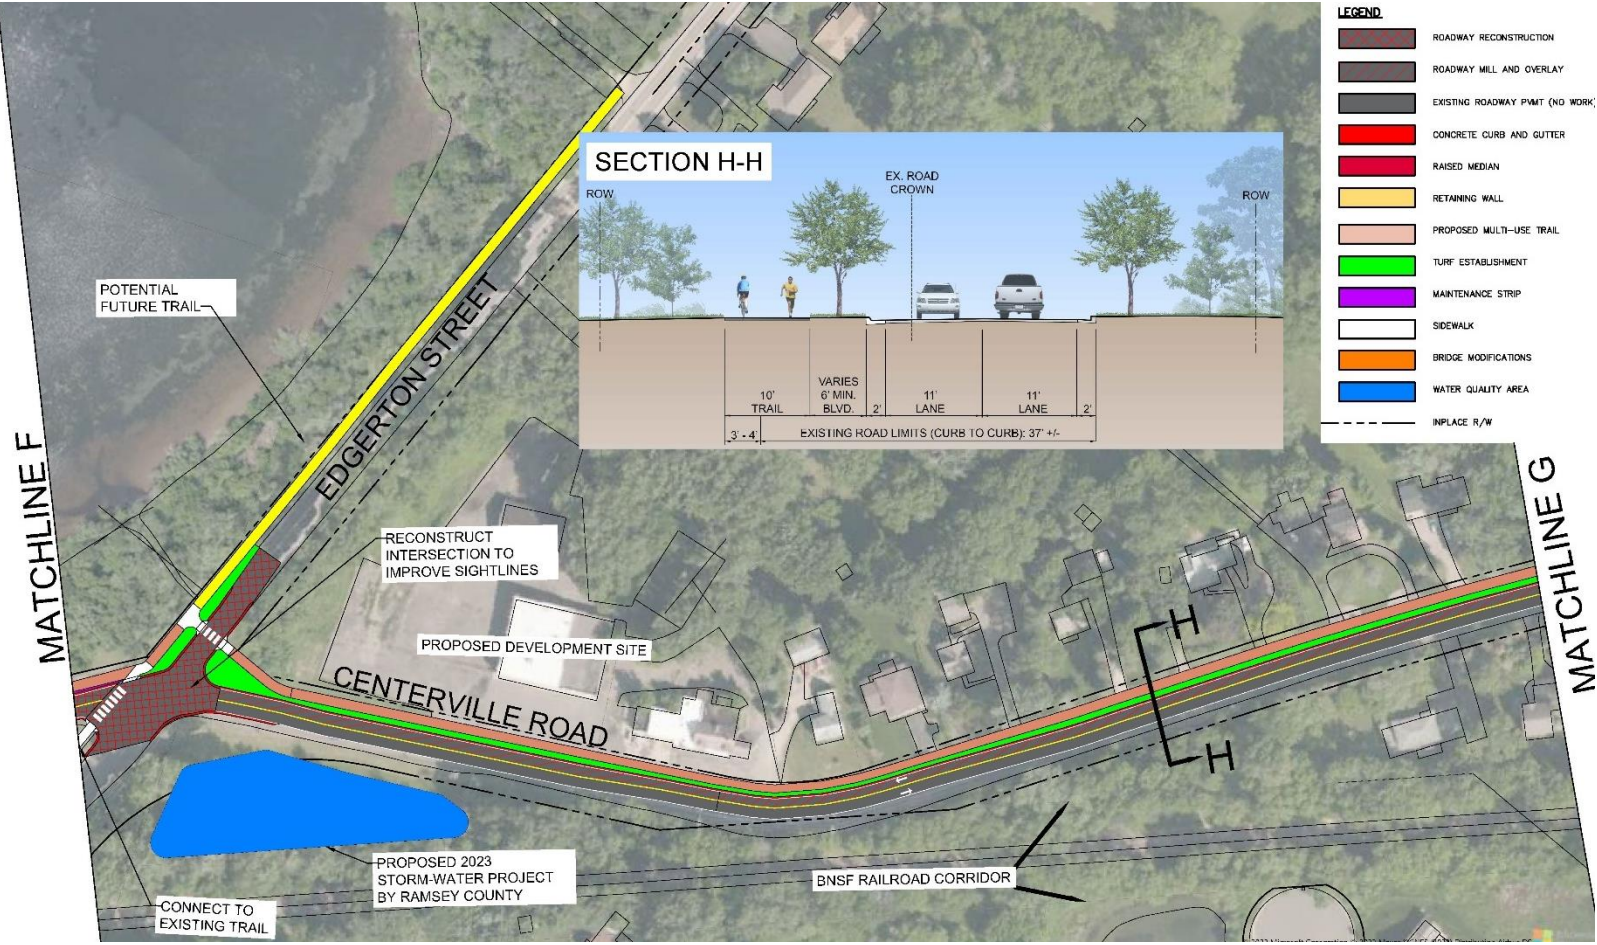 LEGEND
ROADWAY RECONSTRUCTION
ROADWAY MILL AND OVERLAY
EXISTING ROADWAY PVMT (NO WORK)
CONCRETE CURB AND GUTTER
RAISED MEDIAN
RETAINING WALL
PROPOSED MULTI-USE TRAIL
TURF ESTABLISHMENT
MAINTENANCE STRIP
SIDEWALK
BRIDGE MODIFICATIONS
WATER QUALITY AREA
INPLACE R/W
SECTION H-H
ROW
EX. ROAD
CROWN
ROW
10'
TRAIL
VARIES
6' MIN.
BLVD.
2'
11'
LANE
11'
LANE
2'
3' - 4'
EXISTING ROAD LIMITS (CURB TO CURB): 37' +/-
POTENTIAL
FUTURE TRAIL
EDGERTON STREET
MATCHLINE F
MATCHLINE G
RECONSTRUCT
INTERSECTION TO
IMPROVE SIGHTLINES
PROPOSED DEVELOPMENT SITE
CENTERVILLE ROAD
H
H
PROPOSED 2023
STORM-WATER PROJECT
BY RAMSEY COUNTY
BNSF RAILROAD CORRIDOR
CONNECT TO
EXISTING TRAIL